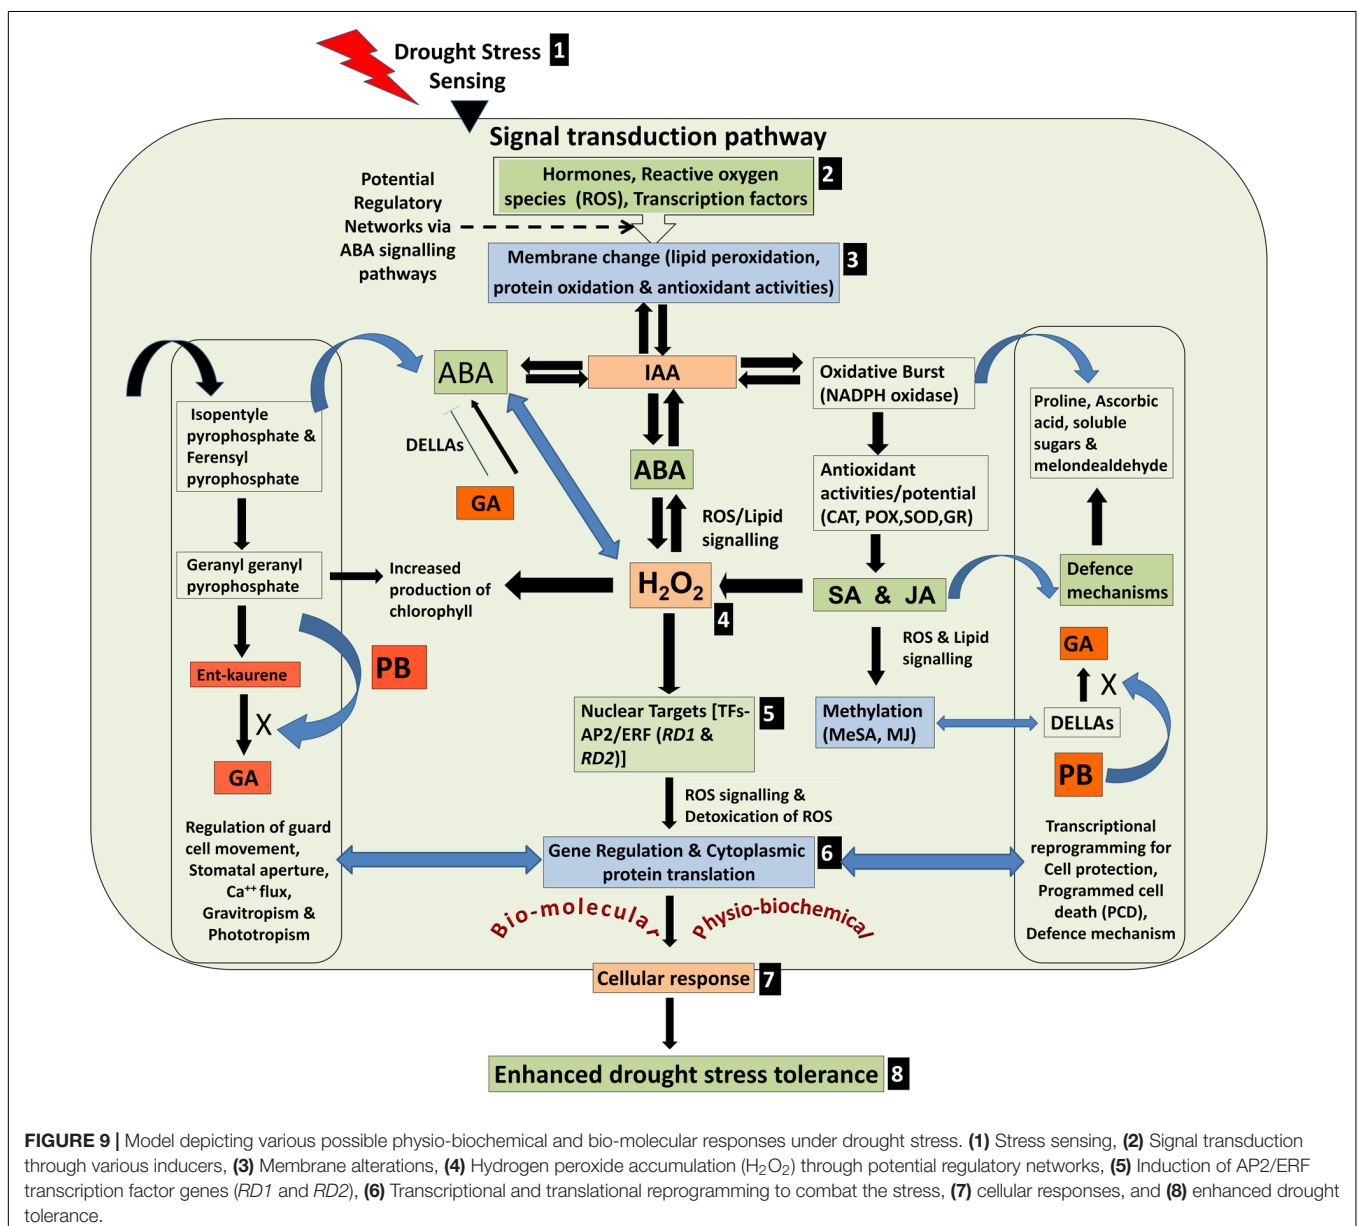 Drought Stress 1
Sensing
Signal transduction pathway
Hormones, Reactive oxygen
species (ROS), Transcription factors
2
Potential
Regulatory
Networks via
ABA signalling
pathways
Membrane change (lipid peroxidation,
protein oxidation & antioxidant activities)
3
ABA
IAA
Oxidative Burst
(NADPH oxidase)
Isopentyle
pyrophosphate &
Ferensyl
pyrophosphate
Proline, Ascorbic
acid, soluble
sugars &
melondealdehyde
DELLAs
GA
ABA
Antioxidant
activities/potential
(CAT, POX,SOD,GR)
ROS/Lipid
signalling
Geranyl geranyl
pyrophosphate
Increased
production of
chlorophyll
H₂O₂
4
SA & JA
Defence
mechanisms
ROS & Lipid
signalling
Ent-kaurene
PB
X
GA
GA
X
DELLAs
PB
Nuclear Targets [TFs-
AP2/ERF (RD1 &
RD2)]
5
Methylation
(MeSA, MJ)
ROS signalling &
Detoxication of ROS
Regulation of guard
cell movement,
Stomatal aperture,
Ca⁺⁺ flux,
Gravitropism &
Phototropism
Gene Regulation & Cytoplasmic
protein translation
6
Transcriptional
reprogramming for
Cell protection,
Programmed cell
death (PCD),
Defence mechanism
Bio-molecular
Physio-biochemical
Cellular response 7
Enhanced drought stress tolerance 8
FIGURE 9 | Model depicting various possible physio-biochemical and bio-molecular responses under drought stress. (1) Stress sensing, (2) Signal transduction
through various inducers, (3) Membrane alterations, (4) Hydrogen peroxide accumulation (H₂O₂) through potential regulatory networks, (5) Induction of AP2/ERF
transcription factor genes (RD1 and RD2), (6) Transcriptional and translational reprogramming to combat the stress, (7) cellular responses, and (8) enhanced drought
tolerance.